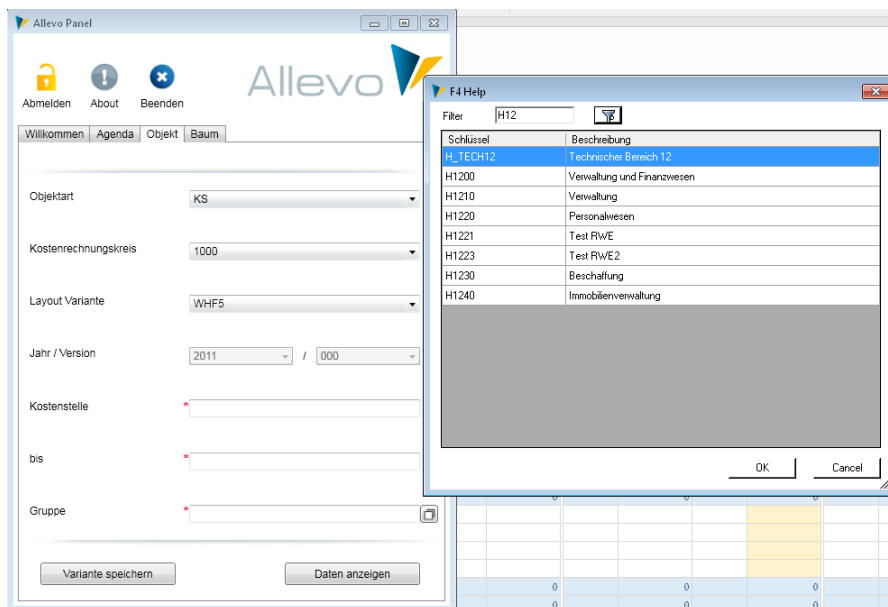 Allevo Panel
Abmelden About Beenden
Allevo
Willkommen Agenda Objekt Baum
Objektart KS
Kostenrechnungskreis 1000
Layout Variante WHF5
Jahr / Version 2011 / 000
Kostenstelle *
bis *
Gruppe *
Variante speichern Daten anzeigen
F4 Help
Filter H12
Schlüssel Beschreibung
H_TECH12 Technischer Bereich 12
H1200 Verwaltung und Finanzwesen
H1210 Verwaltung
H1220 Personalwesen
H1221 Test RWE
H1223 Test RWE2
H1230 Beschaffung
H1240 Immobilienverwaltung
OK Cancel
0 0 0
0 0 0
0 0 0